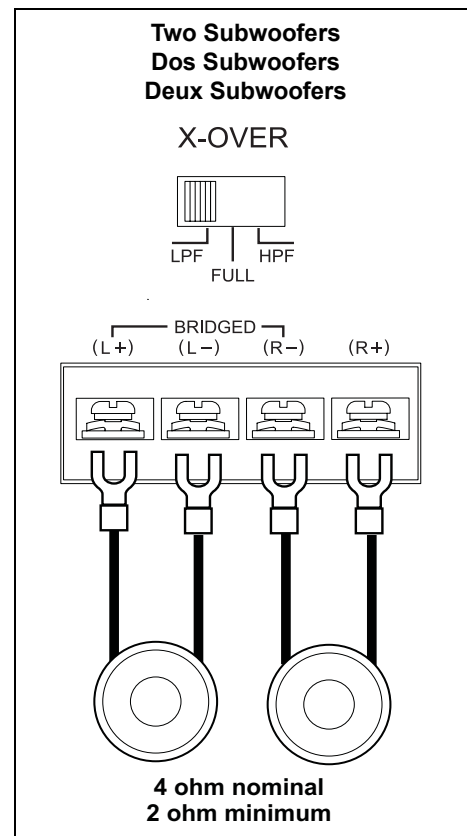 Two Subwoofers
Dos Subwoofers
Deux Subwoofers
X-OVER
LPF HPF
FULL
BRIDGED
(L+) (L−) (R−) (R+)
4 ohm nominal
2 ohm minimum